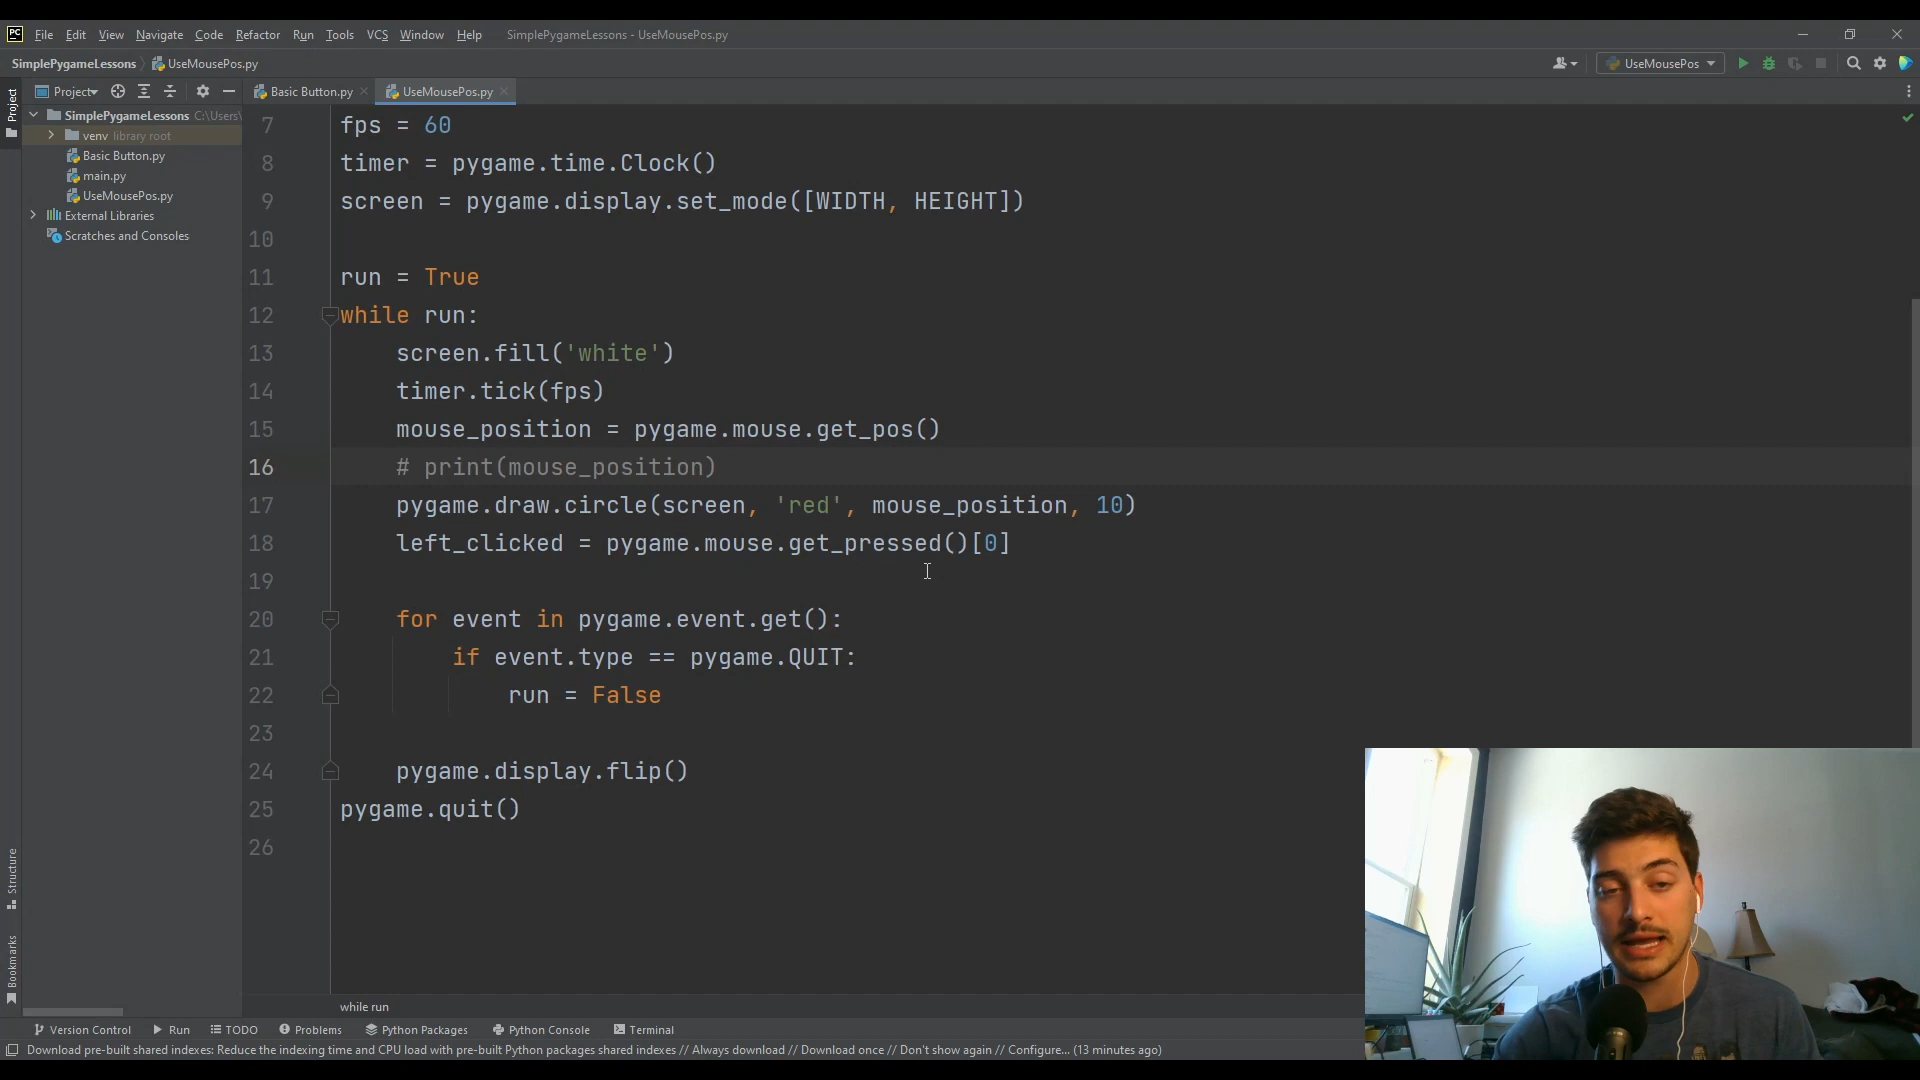 PC File Edit View Navigate Code Refactor Run Tools VCS Window Help SimplePygameLessons - UseMousePos.py
SimplePygameLessons UseMousePos.py UseMousePos
Project Basic Button.py UseMousePos.py
Project
SimplePygameLessons C:\Users\
venv library root
Basic Button.py
main.py
UseMousePos.py
External Libraries
Scratches and Consoles
7 fps = 60
8 timer = pygame.time.Clock()
9 screen = pygame.display.set_mode([WIDTH, HEIGHT])
10
11 run = True
12 while run:
13 screen.fill('white')
14 timer.tick(fps)
15 mouse_position = pygame.mouse.get_pos()
16 # print(mouse_position)
17 pygame.draw.circle(screen, 'red', mouse_position, 10)
18 left_clicked = pygame.mouse.get_pressed()[0]
19
20 for event in pygame.event.get():
21 if event.type == pygame.QUIT:
22 run = False
23
24 pygame.display.flip()
25 pygame.quit()
26
Structure
Bookmarks
while run
Version Control Run TODO Problems Python Packages Python Console Terminal
Download pre-built shared indexes: Reduce the indexing time and CPU load with pre-built Python packages shared indexes // Always download // Download once // Don't show again // Configure... (13 minutes ago)